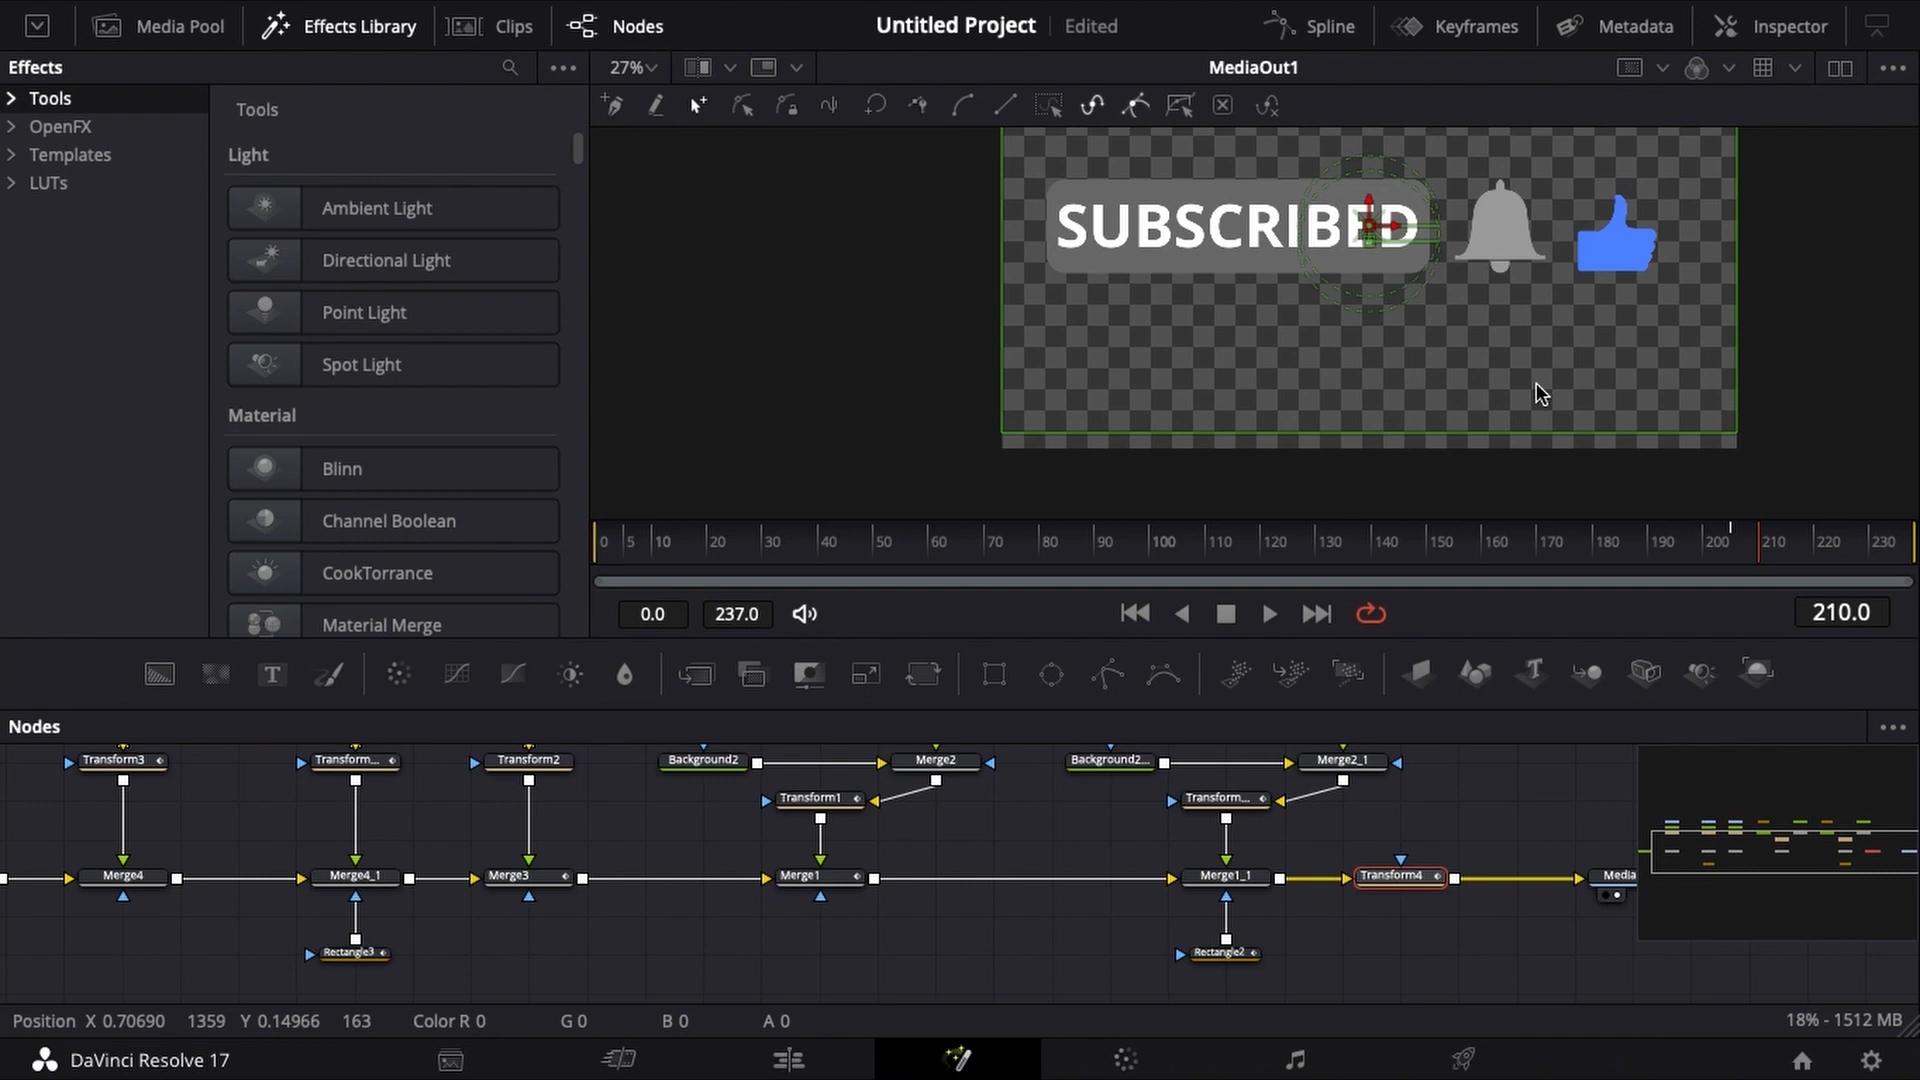 Media Pool
Effects Library
Clips
Nodes
Untitled Project
Edited
Spline
Keyframes
Metadata
Inspector
Effects
27%
MediaOut1
Tools
OpenFX
Templates
LUTs
Tools
Light
Ambient Light
Directional Light
Point Light
Spot Light
Material
Blinn
Channel Boolean
CookTorrance
Material Merge
SUBSCRIBED
0 5 10 20 30 40 50 60 70 80 90 100 110 120 130 140 150 160 170 180 190 200 210 220 230
0.0
237.0
210.0
T
Nodes
Transform3
Transform...
Transform2
Background2
Merge2
Background2...
Merge2_1
Transform1
Transform...
Merge4
Merge4_1
Merge3
Merge1
Merge1_1
Transform4
Media
Rectangle3
Rectangle2
Position X 0.70690 1359 Y 0.14966 163 Color R 0 G 0 B 0 A 0
18% - 1512 MB
DaVinci Resolve 17